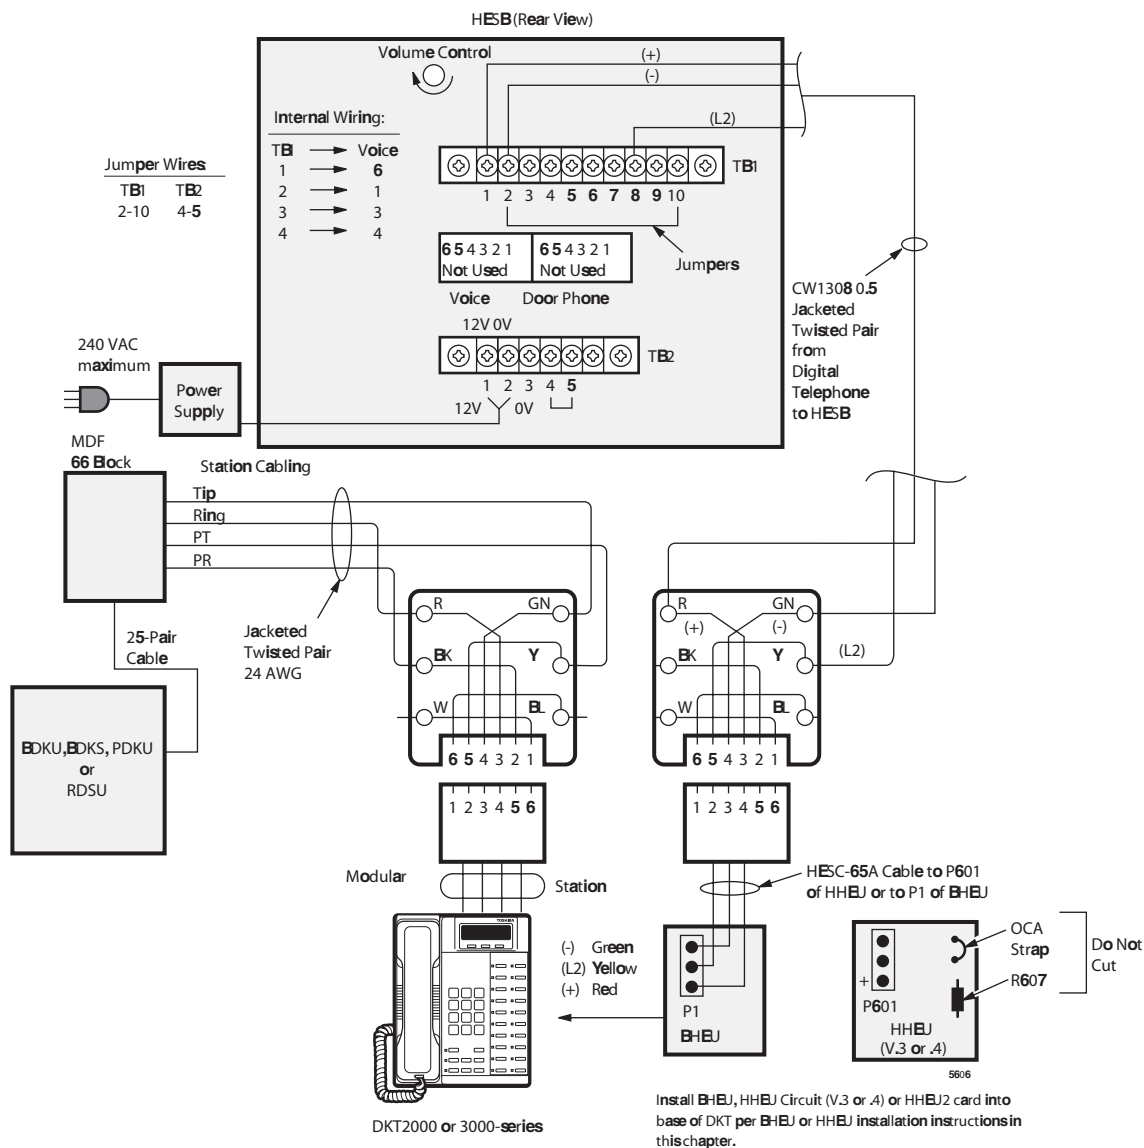 HESB (Rear View)
Volume Control
(+)
(-)
(L2)
Internal Wiring:
TB1 Voice
1 6
2 1
3 3
4 4
Jumper Wires
TB1 TB2
2-10 4-5
TB1
1 2 3 4 5 6 7 8 9 10
Jumpers
6 5 4 3 2 1
Not Used
6 5 4 3 2 1
Not Used
Voice
Door Phone
12V 0V
TB2
1 2 3 4 5
12V
0V
CW1308 0.5
Jacketed
Twisted Pair
from
Digital
Telephone
to HESB
240 VAC
maximum
Power
Supply
MDF
66 Block
Station Cabling
Tip
Ring
PT
PR
Jacketed
Twisted Pair
24 AWG
25-Pair
Cable
BDKU, BDKS, PDKU
or
RDSU
R
GN
BK
Y
W
BL
6 5 4 3 2 1
1 2 3 4 5 6
R
GN
(+)
(-)
BK
Y
(L2)
W
BL
6 5 4 3 2 1
1 2 3 4 5 6
Modular
Station
HESC-65A Cable to P601
of HHEU or to P1 of BHEU
TOSHIBA
(-) Green
(L2) Yellow
(+) Red
P1
BHEU
+
P601
HHEU
(V.3 or .4)
OCA
Strap
R607
Do Not
Cut
5606
DKT2000 or 3000-series
Install BHEU, HHEU Circuit (V.3 or .4) or HHEU2 card into
base of DKT per BHEU or HHEU installation instructions in
this chapter.